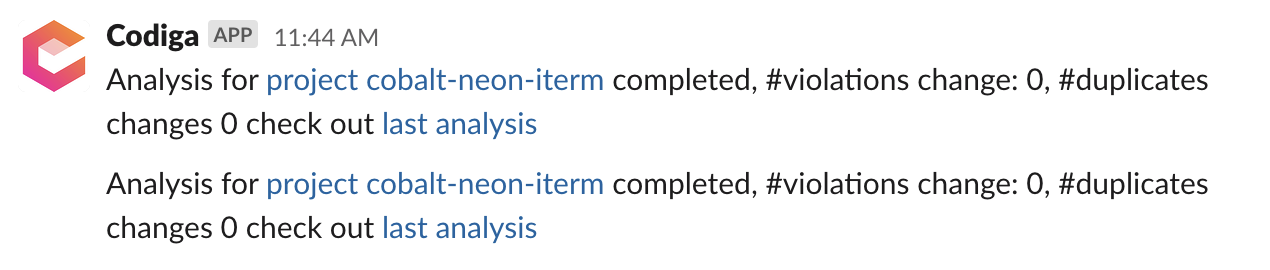 Codiga APP 11:44 AM
Analysis for project cobalt-neon-iterm completed, #violations change: 0, #duplicates
changes 0 check out last analysis
Analysis for project cobalt-neon-iterm completed, #violations change: 0, #duplicates
changes 0 check out last analysis